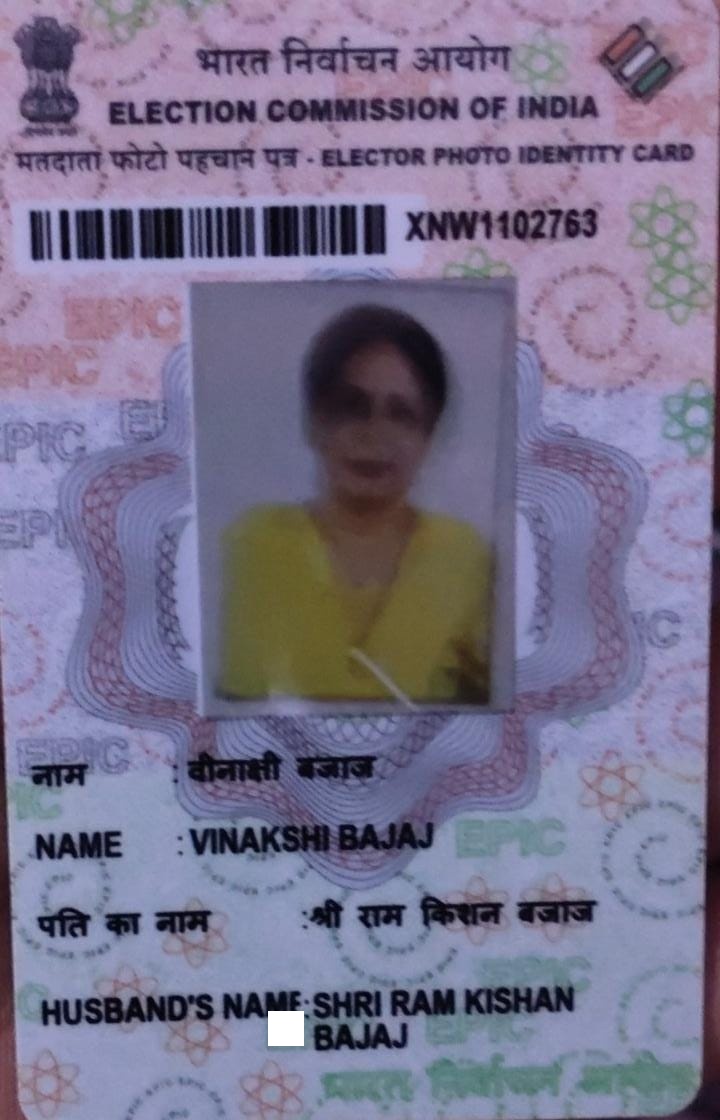 भारत निर्वाचन आयोग
ELECTION COMMISSION OF INDIA
मतदाता फोटो पहचान पत्र - ELECTOR PHOTO IDENTITY CARD
XNW1102763
नाम : वीनाक्षी बजाज
NAME : VINAKSHI BAJAJ
पति का नाम :श्री राम किशन बजाज
HUSBAND'S NAME:SHRI RAM KISHAN
BAJAJ
भारत निर्वाचन आयोग